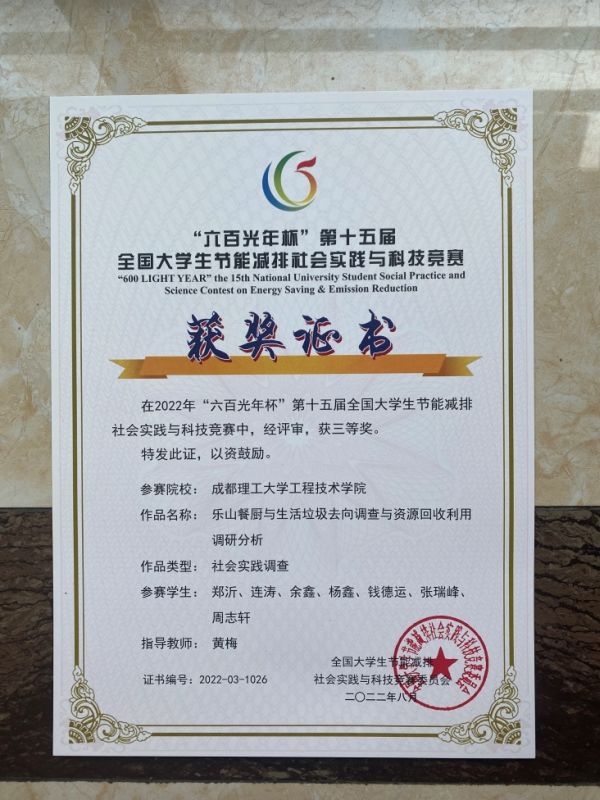 “六百光年杯”第十五届
全国大学生节能减排社会实践与科技竞赛
“600 LIGHT YEAR” the 15th National University Student Social Practice and
Science Contest on Energy Saving & Emission Reduction
获奖证书
在2022年“六百光年杯”第十五届全国大学生节能减排
社会实践与科技竞赛中，经评审，获三等奖。
特发此证，以资鼓励。
参赛院校： 成都理工大学工程技术学院
作品名称： 乐山餐厨与生活垃圾去向调查与资源回收利用
调研分析
作品类型： 社会实践调查
参赛学生： 郑沂、连涛、余鑫、杨鑫、钱德运、张瑞峰、
周志轩
指导教师： 黄梅
全国大学生节能减排
证书编号：2022-03-1026
社会实践与科技竞赛委员会
二〇二二年八月